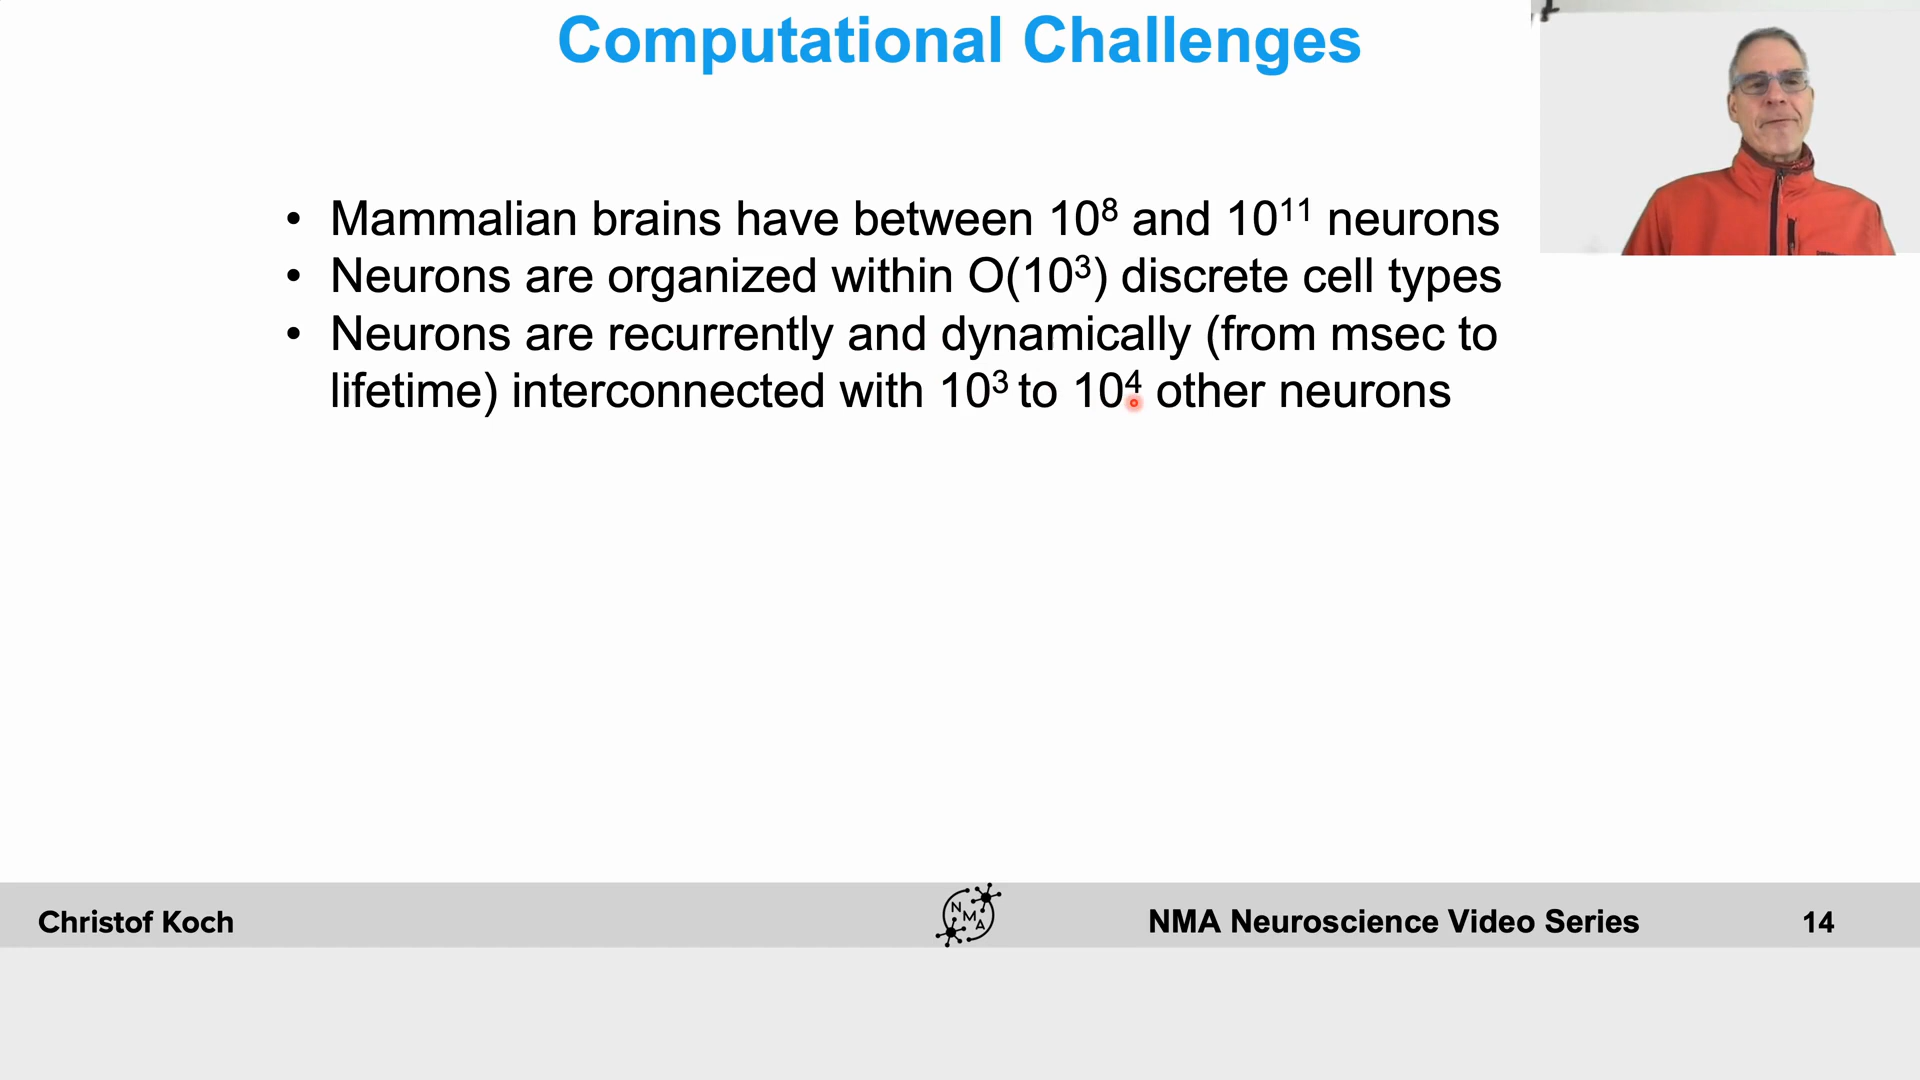 Computational Challenges
• Mammalian brains have between 10⁸ and 10¹¹ neurons
• Neurons are organized within O(10³) discrete cell types
• Neurons are recurrently and dynamically (from msec to
lifetime) interconnected with 10³ to 10⁴ other neurons
Christof Koch
NMA
NMA Neuroscience Video Series
14